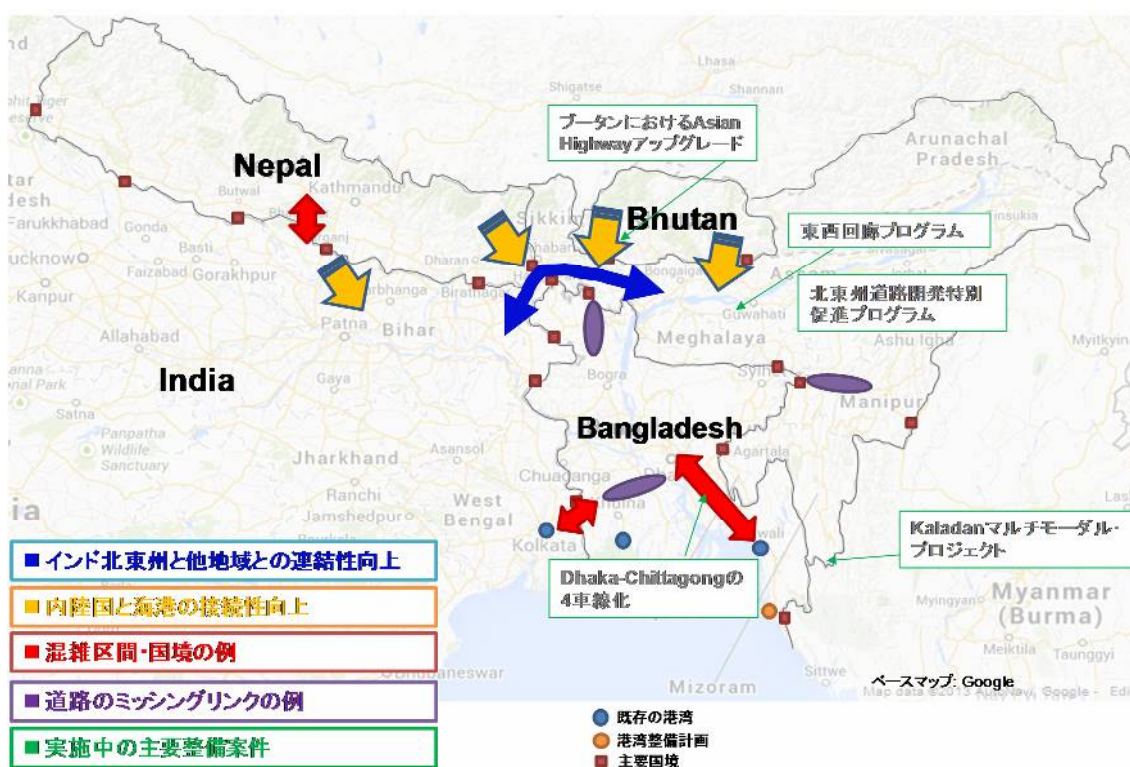 Lhasa
Shigatse
Shannan
ブータンにおけるAsian
Highwayアップグレード
Arunachal
Pradesh
Nepal
Butwal
Kathmandu
Sikkim
Bhutan
Farukkhabad
Gonda
Basti
Faizabad
Gorakhpur
Kanpur
Dharan
Biratnagar
Bongaiga
Assam
Tinsukia
東西回廊プログラム
北東州道路開発特別
促進プログラム
Guwahati
Allahabad
Patna
Bihar
Meghalaya
Myitkyina
India
Gaya
Bogra
Manipur
Satna
Panpatha
Wildlife
Sanctuary
Bangladesh
Jharkhand
Asansol
Chuadanga
Agartala
Ranchi
Jamshedpur
West
Bengal
Kolkata
Kaladanマルチモーダル・
プロジェクト
Dhaka-Chittagongの
4車線化
Myingyan
Myanmar
(Burma)
Meiktila
Taunggyi
Sittwe
Mizoram
Bhubaneswar
■インド北東州と他地域との連結性向上
■内陸国と海港の接続性向上
■混雑区間・国境の例
■道路のミッシングリンクの例
■実施中の主要整備案件
ベースマップ: Google
Map data ©2013 AutoNavi, Google - Edi
既存の港湾
港湾整備計画
主要国境